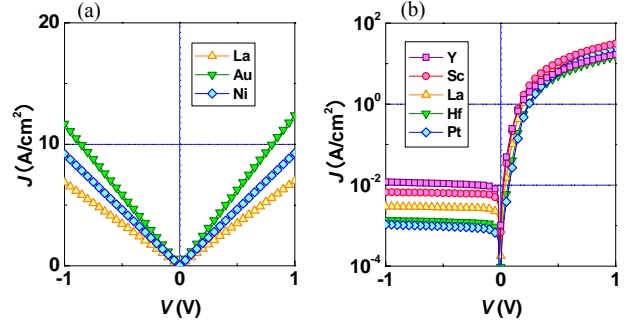 (a)
20
10
0
J (A/cm²)
La
Au
Ni
-1 0 1
V (V)
(b)
10²
10⁰
10⁻²
10⁻⁴
J (A/cm²)
Y
Sc
La
Hf
Pt
-1 0 1
V (V)